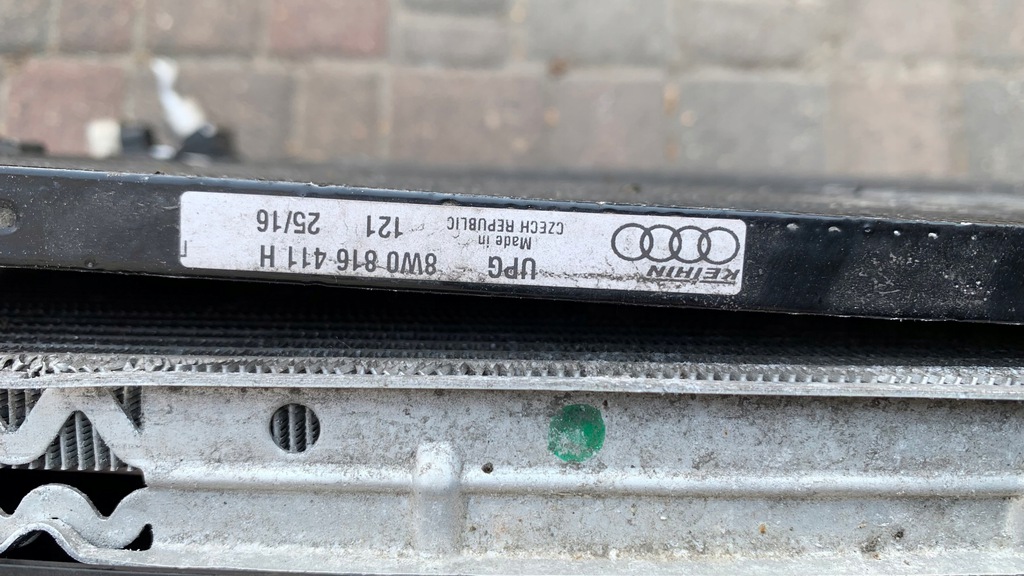 KEIHIN
UPG 8W0 816 411 H
Made in
CZECH REPUBLIC
121 25/16